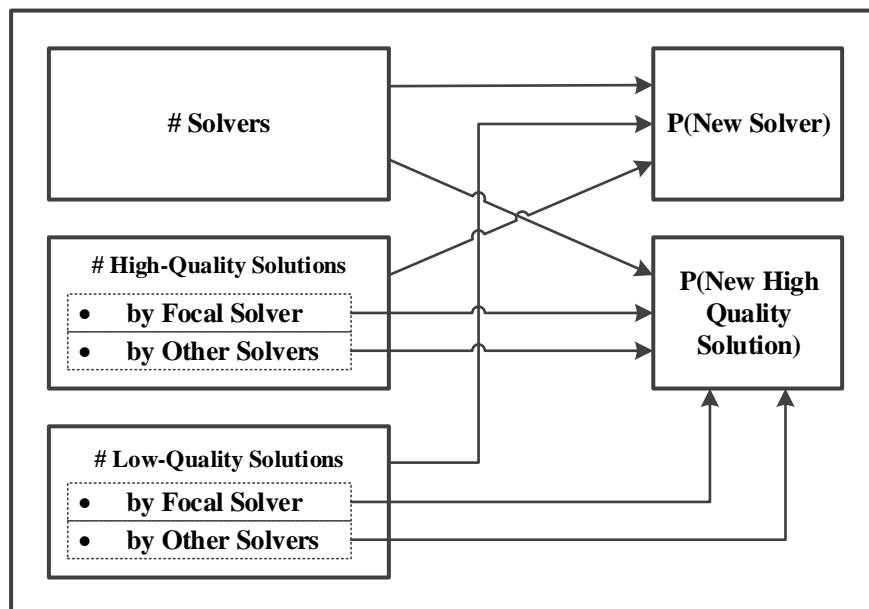 # Solvers
P(New Solver)
# High-Quality Solutions
• by Focal Solver
• by Other Solvers
P(New High
Quality
Solution)
# Low-Quality Solutions
• by Focal Solver
• by Other Solvers